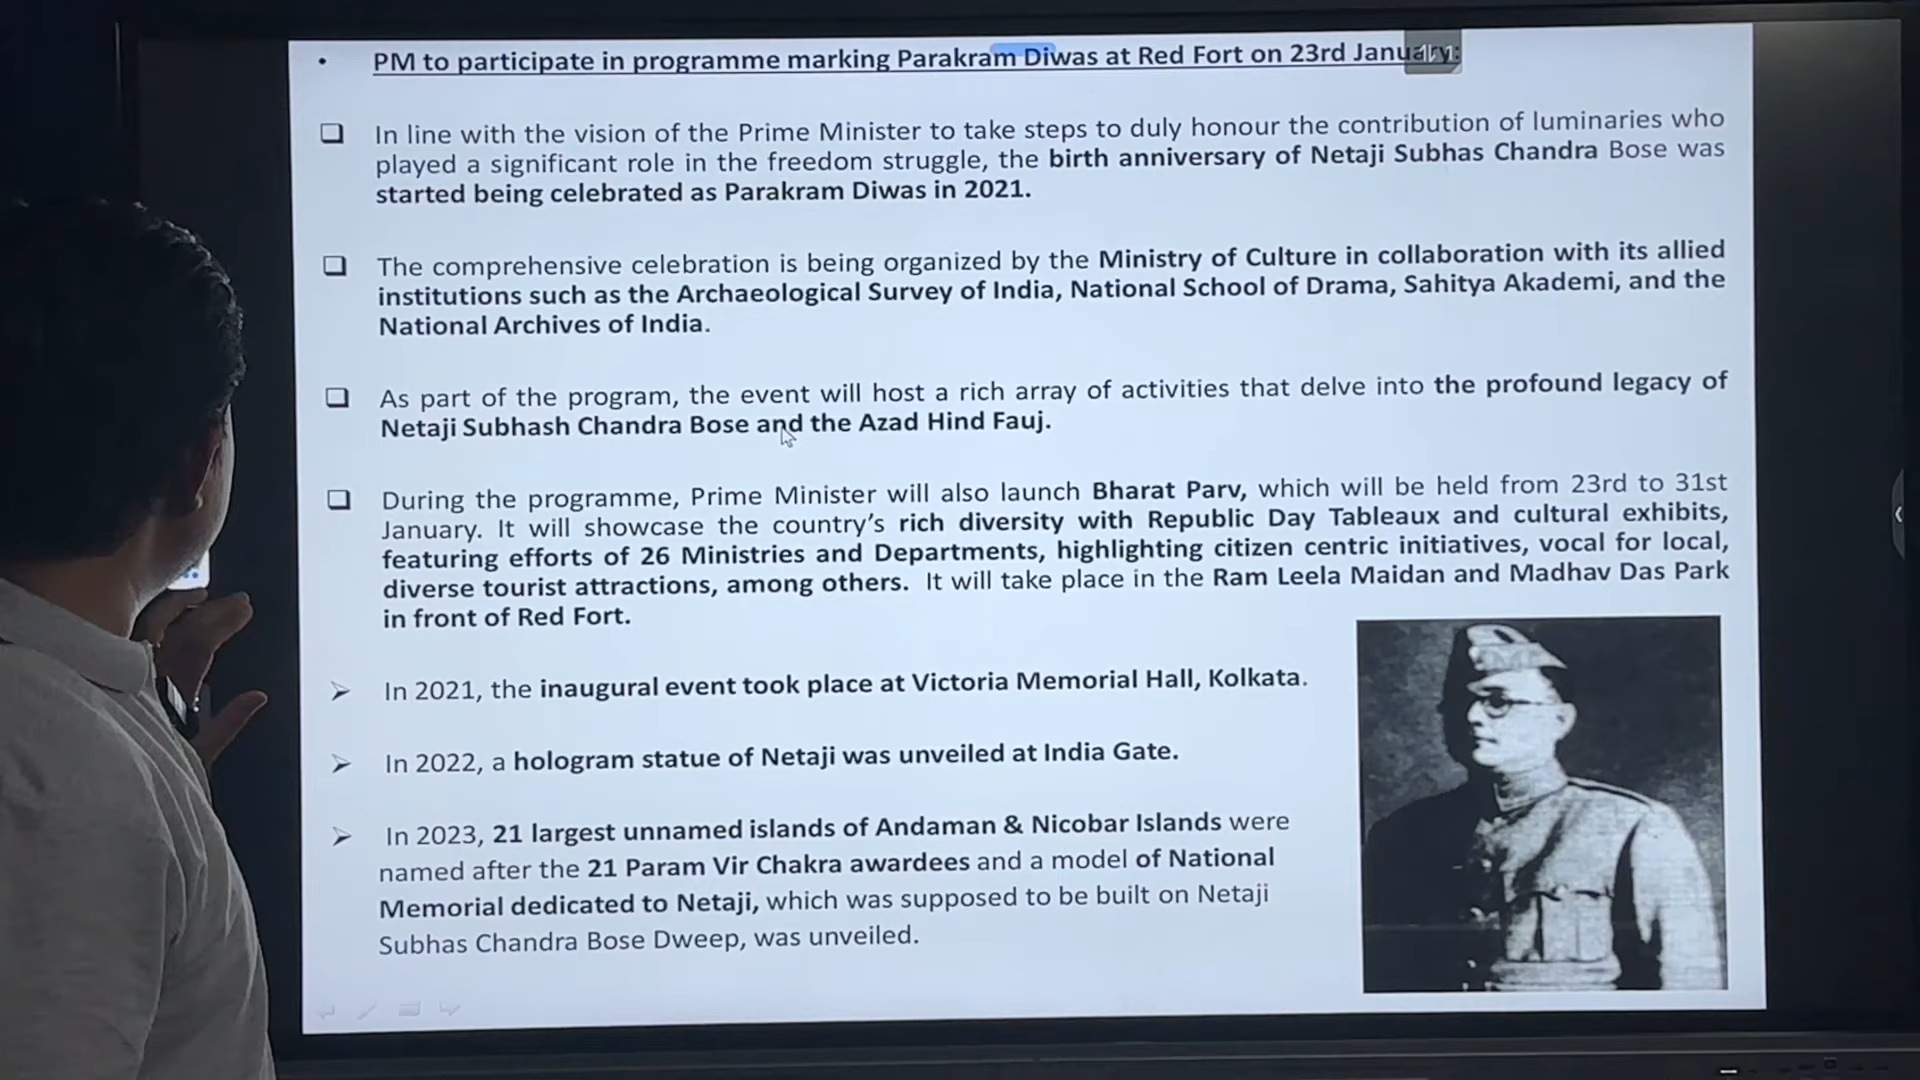 • PM to participate in programme marking Parakram Diwas at Red Fort on 23rd January:
❑ In line with the vision of the Prime Minister to take steps to duly honour the contribution of luminaries who
played a significant role in the freedom struggle, the birth anniversary of Netaji Subhas Chandra Bose was
started being celebrated as Parakram Diwas in 2021.
❑ The comprehensive celebration is being organized by the Ministry of Culture in collaboration with its allied
institutions such as the Archaeological Survey of India, National School of Drama, Sahitya Akademi, and the
National Archives of India.
❑ As part of the program, the event will host a rich array of activities that delve into the profound legacy of
Netaji Subhash Chandra Bose and the Azad Hind Fauj.
❑ During the programme, Prime Minister will also launch Bharat Parv, which will be held from 23rd to 31st
January. It will showcase the country’s rich diversity with Republic Day Tableaux and cultural exhibits,
featuring efforts of 26 Ministries and Departments, highlighting citizen centric initiatives, vocal for local,
diverse tourist attractions, among others. It will take place in the Ram Leela Maidan and Madhav Das Park
in front of Red Fort.
➢ In 2021, the inaugural event took place at Victoria Memorial Hall, Kolkata.
➢ In 2022, a hologram statue of Netaji was unveiled at India Gate.
➢ In 2023, 21 largest unnamed islands of Andaman & Nicobar Islands were
named after the 21 Param Vir Chakra awardees and a model of National
Memorial dedicated to Netaji, which was supposed to be built on Netaji
Subhas Chandra Bose Dweep, was unveiled.